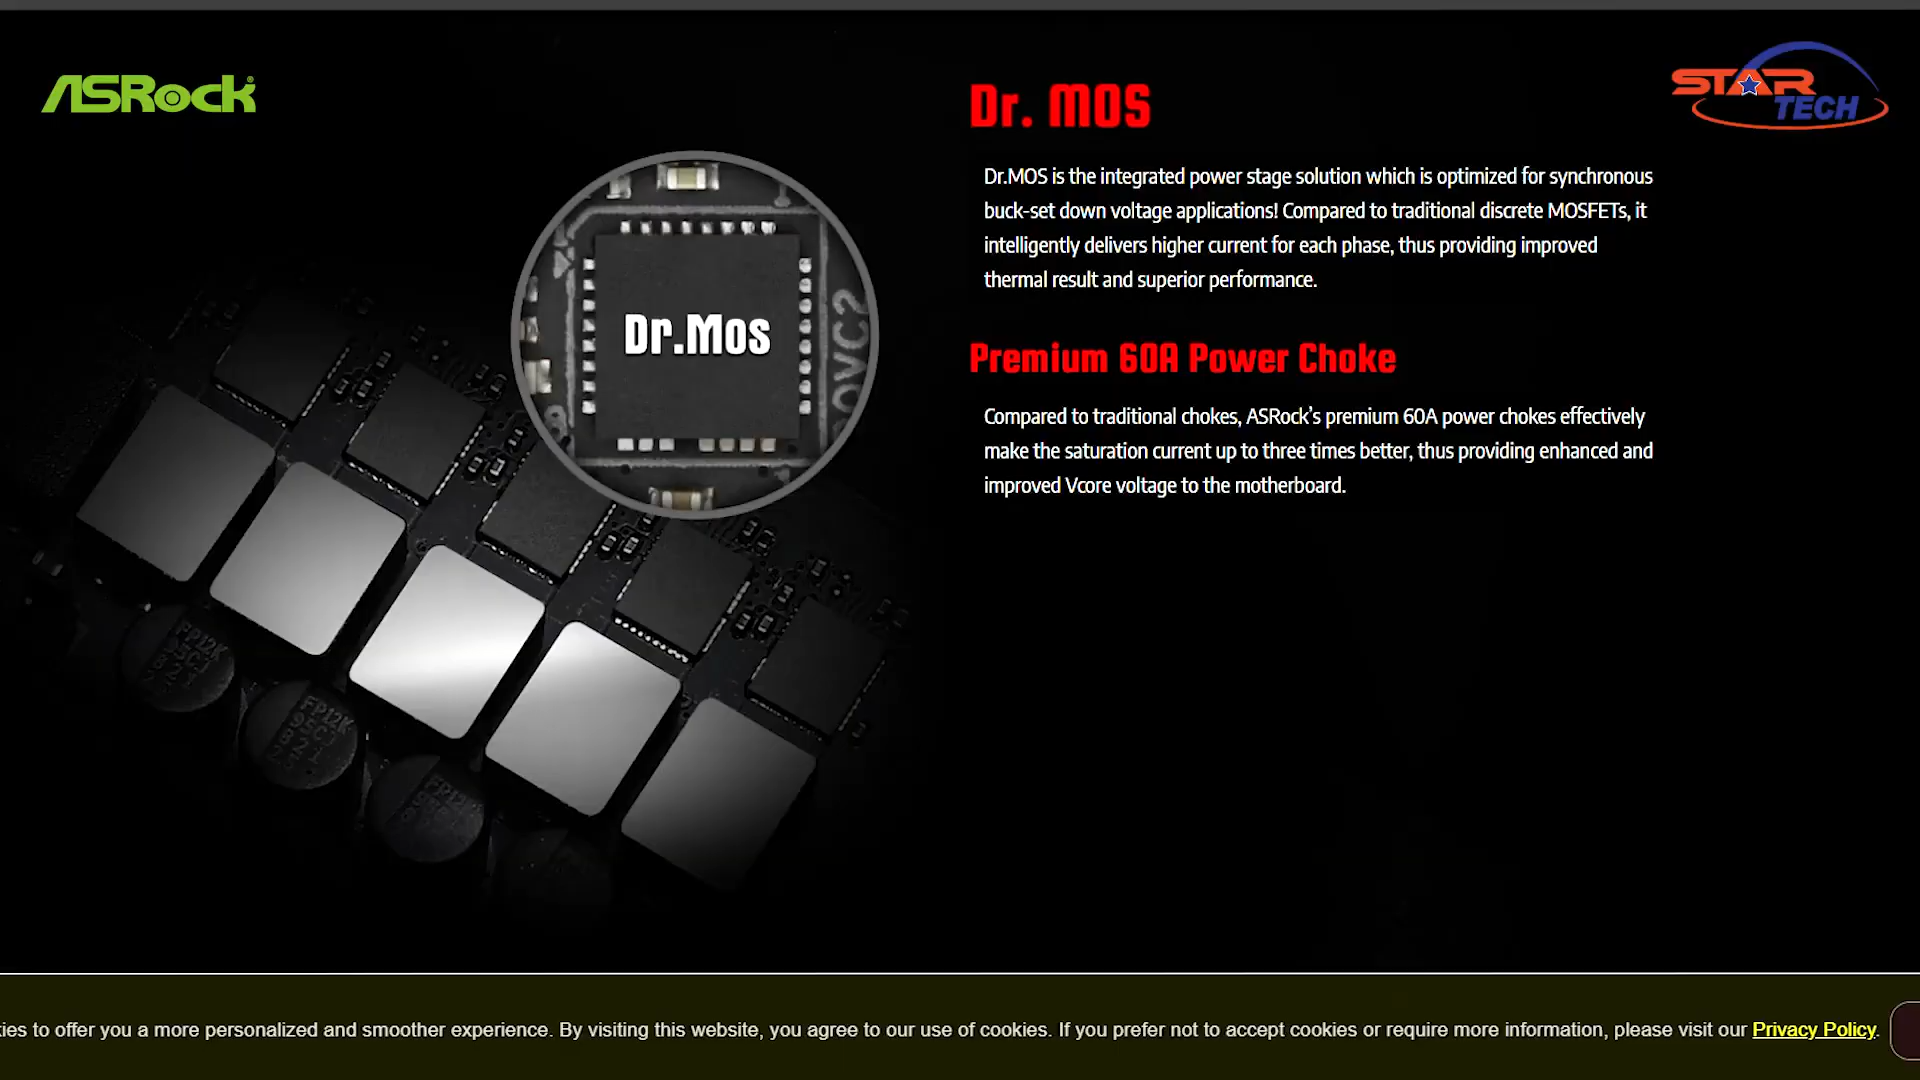 ASRock
STAR
TECH
Dr. MOS
Dr.MOS is the integrated power stage solution which is optimized for synchronous
buck-set down voltage applications! Compared to traditional discrete MOSFETs, it
intelligently delivers higher current for each phase, thus providing improved
thermal result and superior performance.
Dr.Mos
Premium 60A Power Choke
Compared to traditional chokes, ASRock’s premium 60A power chokes effectively
make the saturation current up to three times better, thus providing enhanced and
improved Vcore voltage to the motherboard.
FP12K
95CJ
821
ies to offer you a more personalized and smoother experience. By visiting this website, you agree to our use of cookies. If you prefer not to accept cookies or require more information, please visit our Privacy Policy.